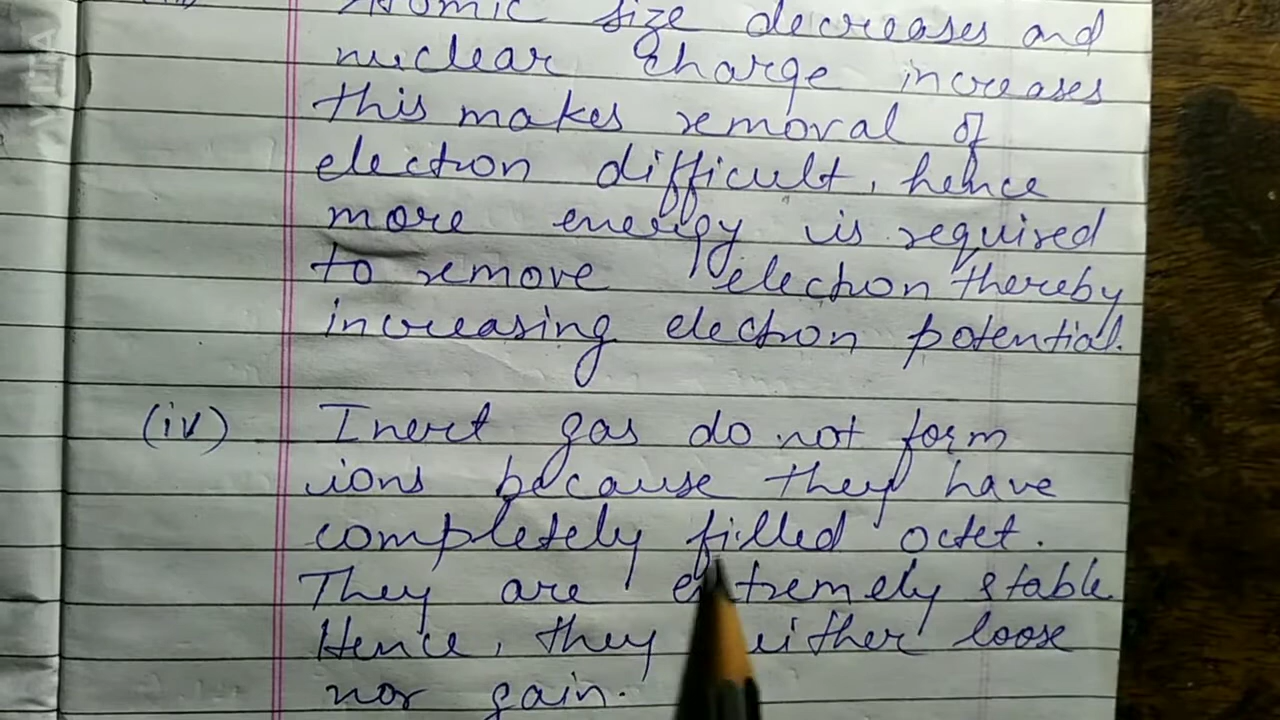 Atomic size decreases and
nuclear charge increases
this makes removal of
electron difficult, hence
more energy is required
to remove electron thereby
increasing electron potential.
(iv) Inert gas do not form
ions because they have
completely filled octet.
They are extremely stable
Hence, they neither loose
nor gain.